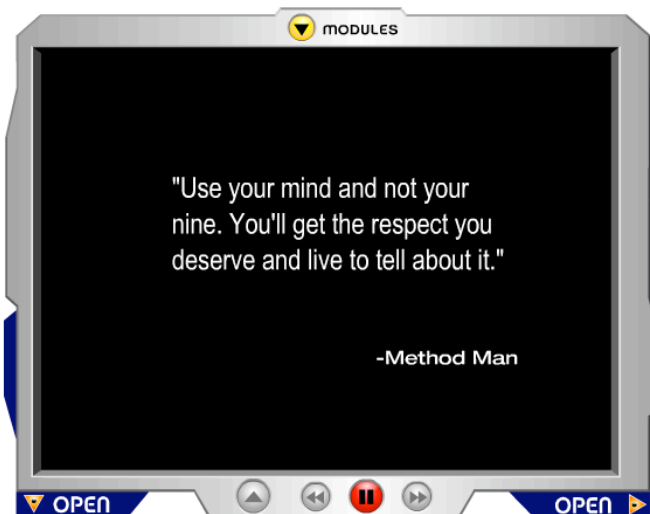 MODULES
"Use your mind and not your
nine. You'll get the respect you
deserve and live to tell about it."
-Method Man
OPEN
OPEN